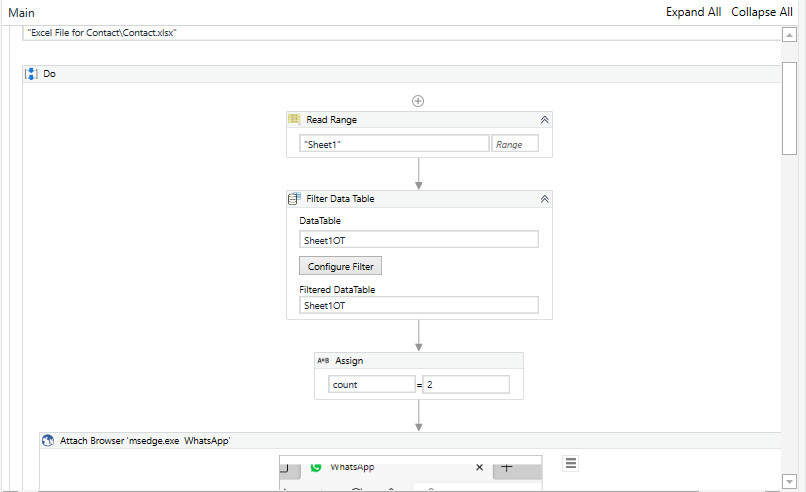 Main
Expand All Collapse All
"Excel File for Contact\Contact.xlsx"
Do
Read Range
"Sheet1" Range
Filter Data Table
DataTable
Sheet1OT
Configure Filter
Filtered DataTable
Sheet1OT
A*B Assign
count = 2
Attach Browser 'msedge.exe WhatsApp'
WhatsApp